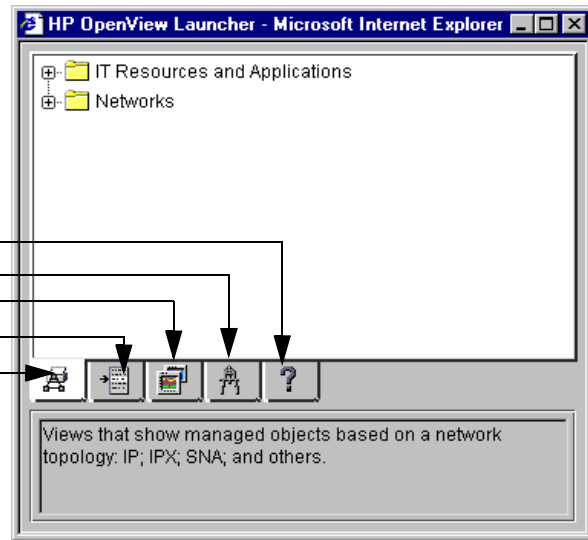 HP OpenView Launcher - Microsoft Internet Explorer
IT Resources and Applications
Networks
?
Views that show managed objects based on a network
topology: IP; IPX; SNA; and others.